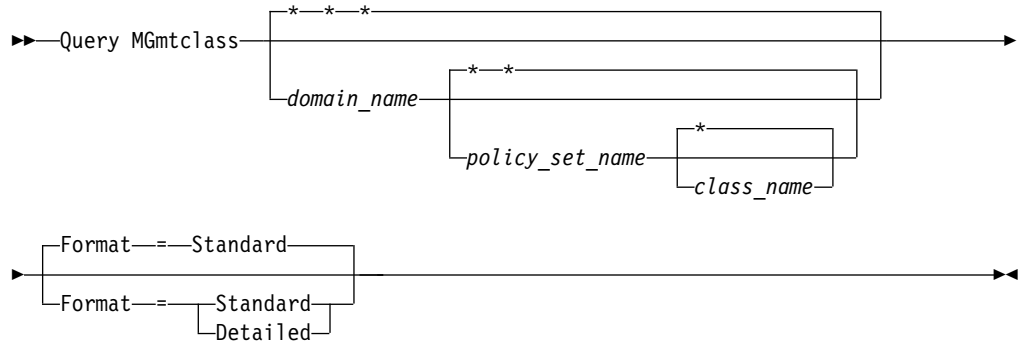 * * *
Query MGmtclass
* *
domain_name
*
policy_set_name
class_name
Format = Standard
Format = Standard
Detailed